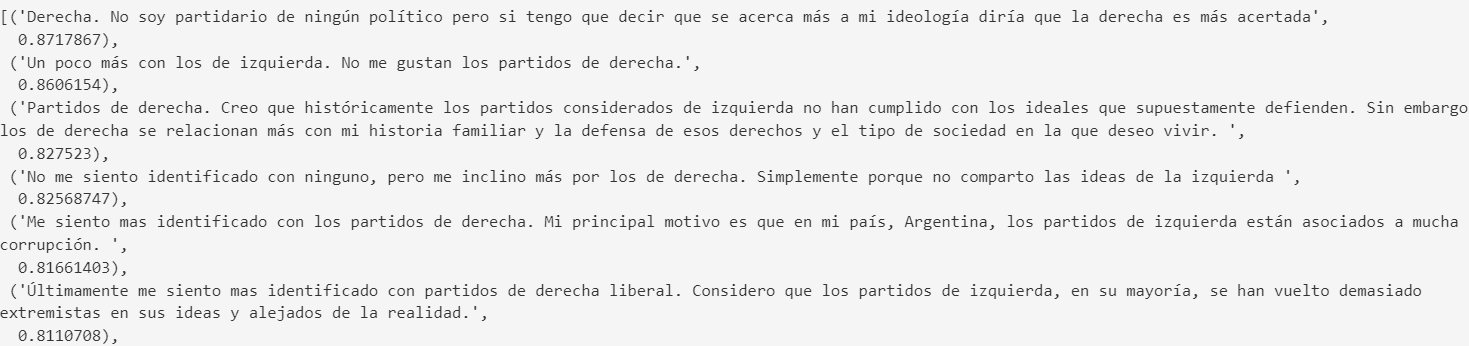 [('Derecha. No soy partidario de ningún político pero si tengo que decir que se acerca más a mi ideología diría que la derecha es más acertada',
0.8717867),
('Un poco más con los de izquierda. No me gustan los partidos de derecha.',
0.8606154),
('Partidos de derecha. Creo que históricamente los partidos considerados de izquierda no han cumplido con los ideales que supuestamente defienden. Sin embargo
los de derecha se relacionan más con mi historia familiar y la defensa de esos derechos y el tipo de sociedad en la que deseo vivir. ',
0.827523),
('No me siento identificado con ninguno, pero me inclino más por los de derecha. Simplemente porque no comparto las ideas de la izquierda ',
0.82568747),
('Me siento mas identificado con los partidos de derecha. Mi principal motivo es que en mi país, Argentina, los partidos de izquierda están asociados a mucha
corrupción. ',
0.81661403),
('Últimamente me siento mas identificado con partidos de derecha liberal. Considero que los partidos de izquierda, en su mayoría, se han vuelto demasiado
extremistas en sus ideas y alejados de la realidad.',
0.8110708),